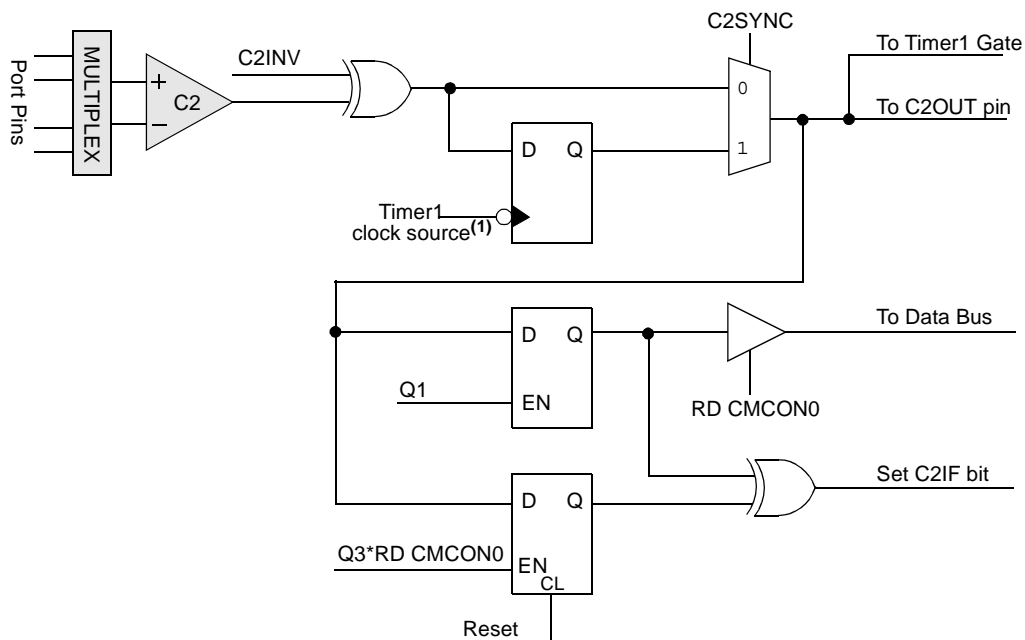 C2SYNC
To Timer1 Gate
C2INV
Port Pins
MULTIPLEX
+
C2
−
0
To C2OUT pin
D Q
1
Timer1
clock source(1)
D Q
To Data Bus
Q1
EN
RD CMCON0
D Q
Set C2IF bit
Q3*RD CMCON0
EN
CL
Reset